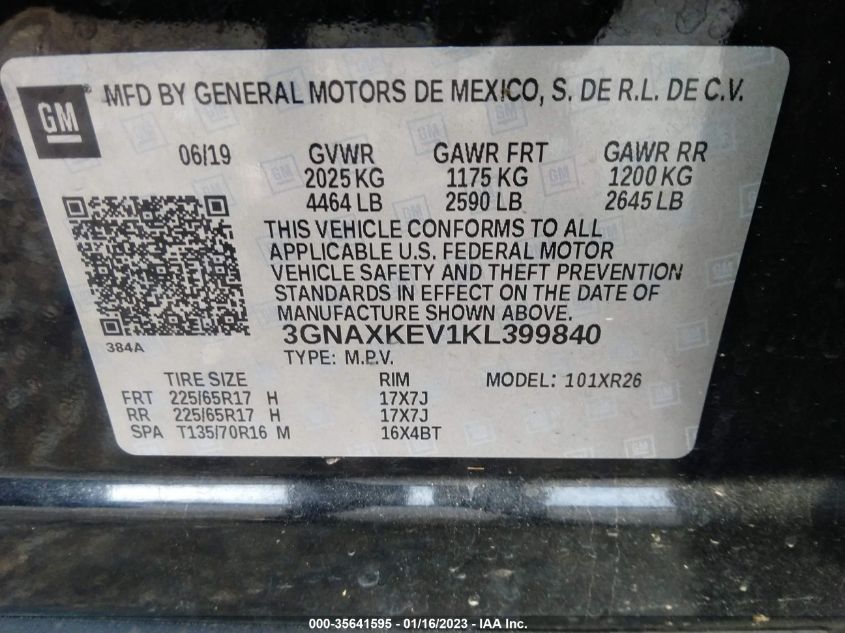 GM
MFD BY GENERAL MOTORS DE MEXICO, S. DE R.L. DE C.V.
06/19 GVWR GAWR FRT GAWR RR
2025 KG 1175 KG 1200 KG
4464 LB 2590 LB 2645 LB
THIS VEHICLE CONFORMS TO ALL
APPLICABLE U.S. FEDERAL MOTOR
VEHICLE SAFETY AND THEFT PREVENTION
STANDARDS IN EFFECT ON THE DATE OF
MANUFACTURE SHOWN ABOVE.
384A 3GNAXKEV1KL399840
TYPE: M.P.V.
TIRE SIZE RIM MODEL: 101XR26
FRT 225/65R17 H 17X7J
RR 225/65R17 H 17X7J
SPA T135/70R16 M 16X4BT
000-35641595 - 01/16/2023 - © IAA Inc.